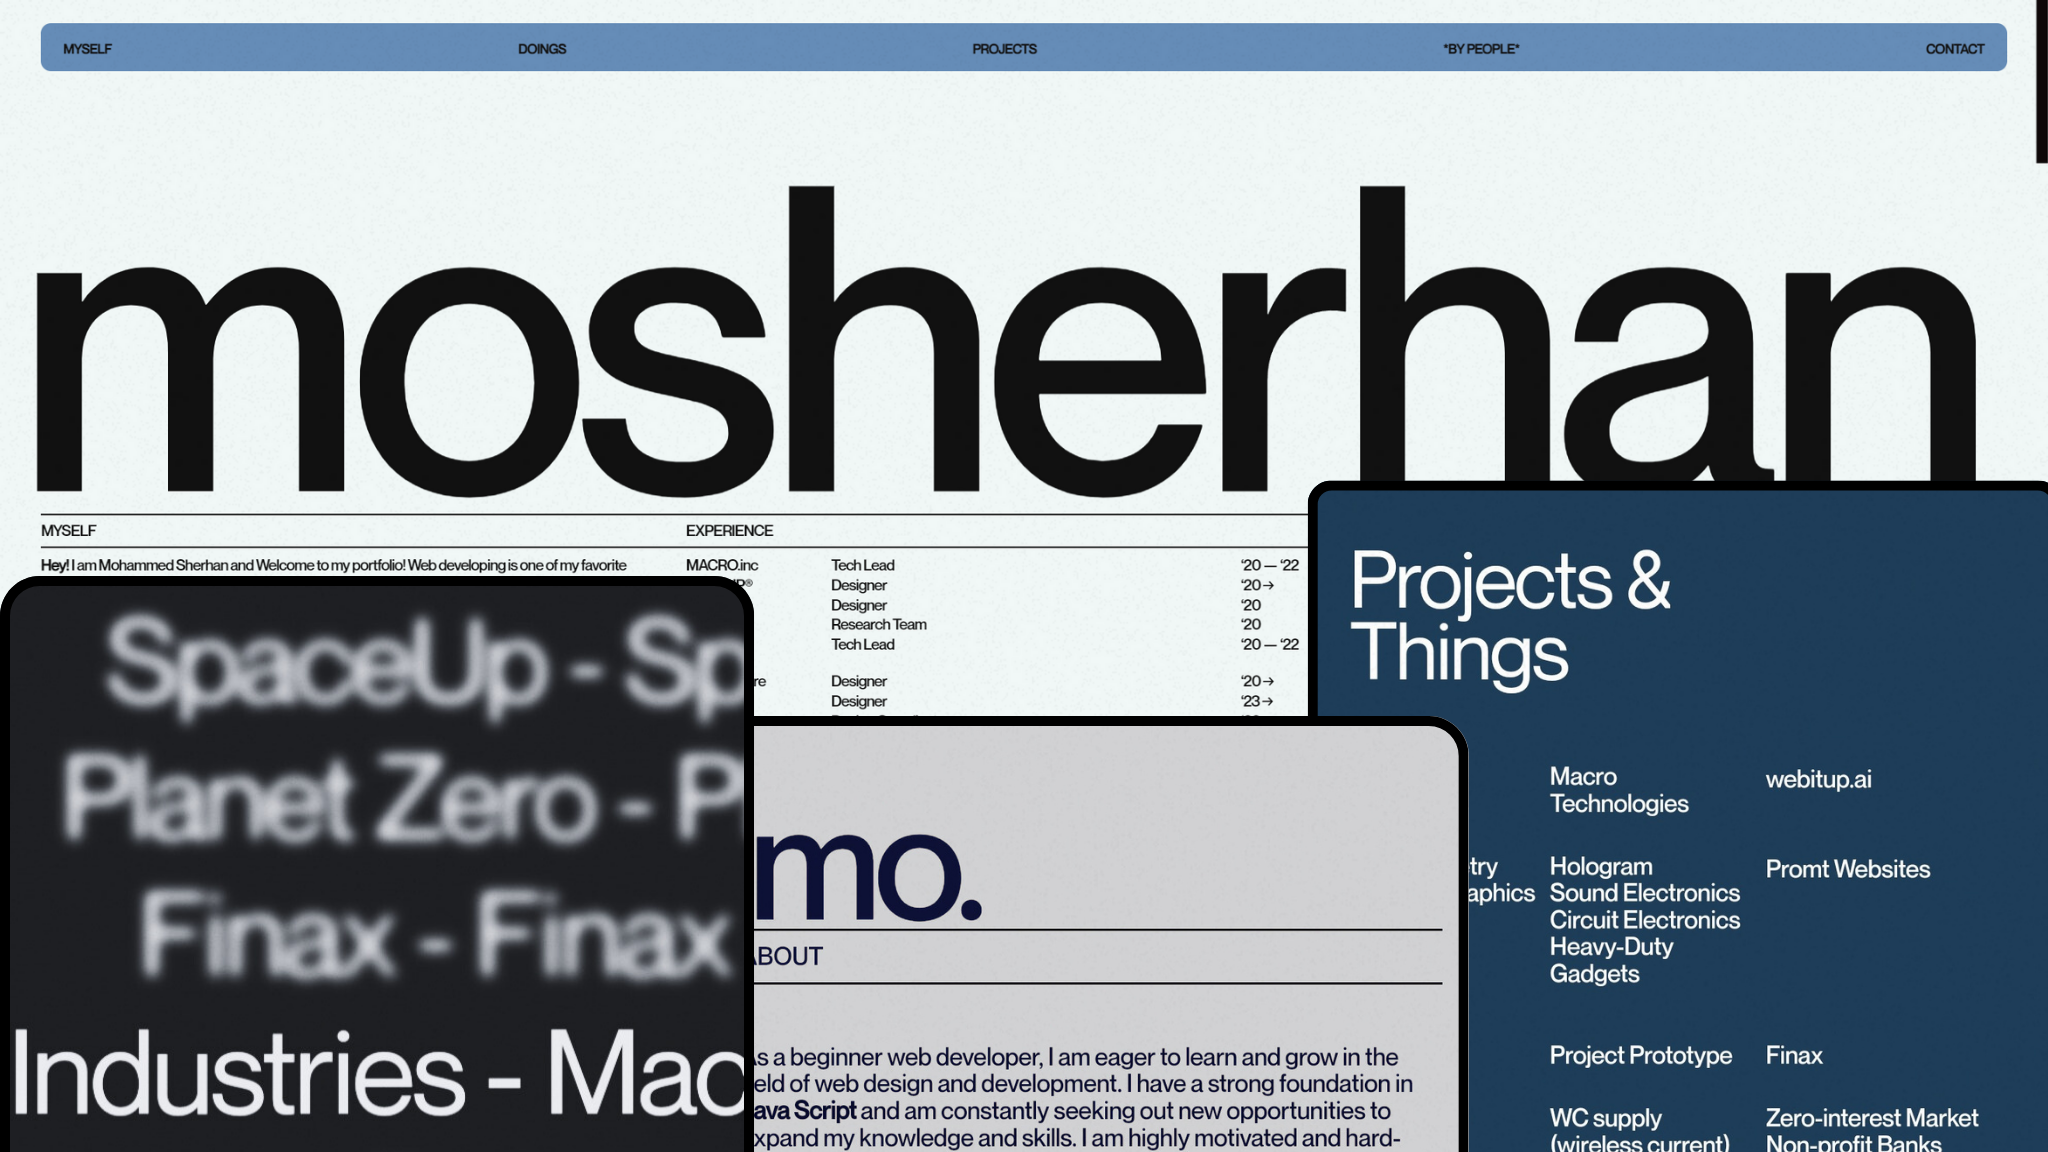 MYSELF DOINGS PROJECTS *BY PEOPLE* CONTACT
mosherhan
MYSELF
Hey! I am Mohammed Sherhan and Welcome to my portfolio! Web developing is one of my favorite
EXPERIENCE
MACRO.inc Tech Lead ‘20 — ‘22
Designer ‘20→
Designer ‘20
Research Team ‘20
Tech Lead ‘20 — ‘22
Designer ‘20→
Designer ‘23→
SpaceUp - Sp
Planet Zero - P
Finax - Finax
Industries - Mac
mo.
ABOUT
s a beginner web developer, I am eager to learn and grow in the
eld of web design and development. I have a strong foundation in
ava Script and am constantly seeking out new opportunities to
xpand my knowledge and skills. I am highly motivated and hard-
Projects &
Things
Macro
Technologies
webitup.ai
try
aphics
Hologram
Sound Electronics
Circuit Electronics
Heavy-Duty
Gadgets
Promt Websites
Project Prototype
Finax
WC supply
(wireless current)
Zero-interest Market
Non-profit Banks